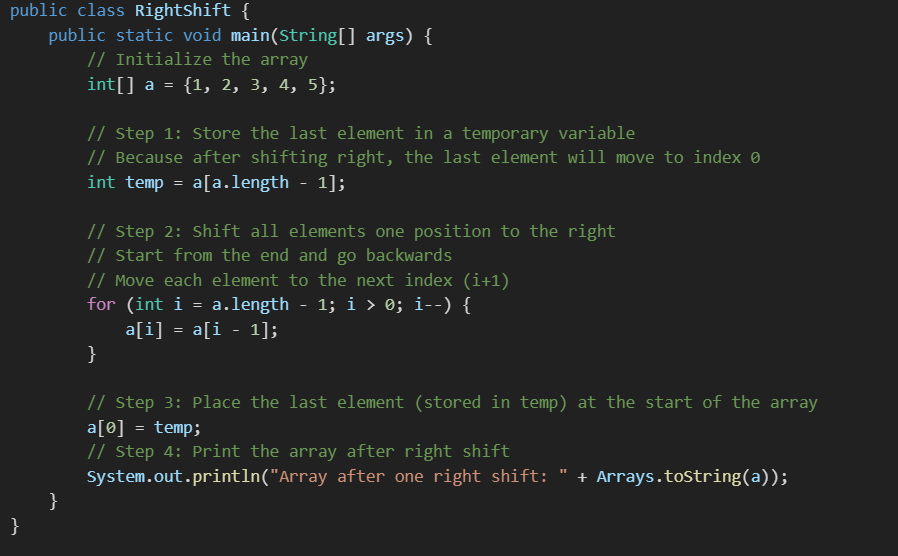 public class RightShift {
    public static void main(String[] args) {
        // Initialize the array
        int[] a = {1, 2, 3, 4, 5};

        // Step 1: Store the last element in a temporary variable
        // Because after shifting right, the last element will move to index 0
        int temp = a[a.length - 1];

        // Step 2: Shift all elements one position to the right
        // Start from the end and go backwards
        // Move each element to the next index (i+1)
        for (int i = a.length - 1; i > 0; i--) {
            a[i] = a[i - 1];
        }

        // Step 3: Place the last element (stored in temp) at the start of the array
        a[0] = temp;
        // Step 4: Print the array after right shift
        System.out.println("Array after one right shift: " + Arrays.toString(a));
    }
}